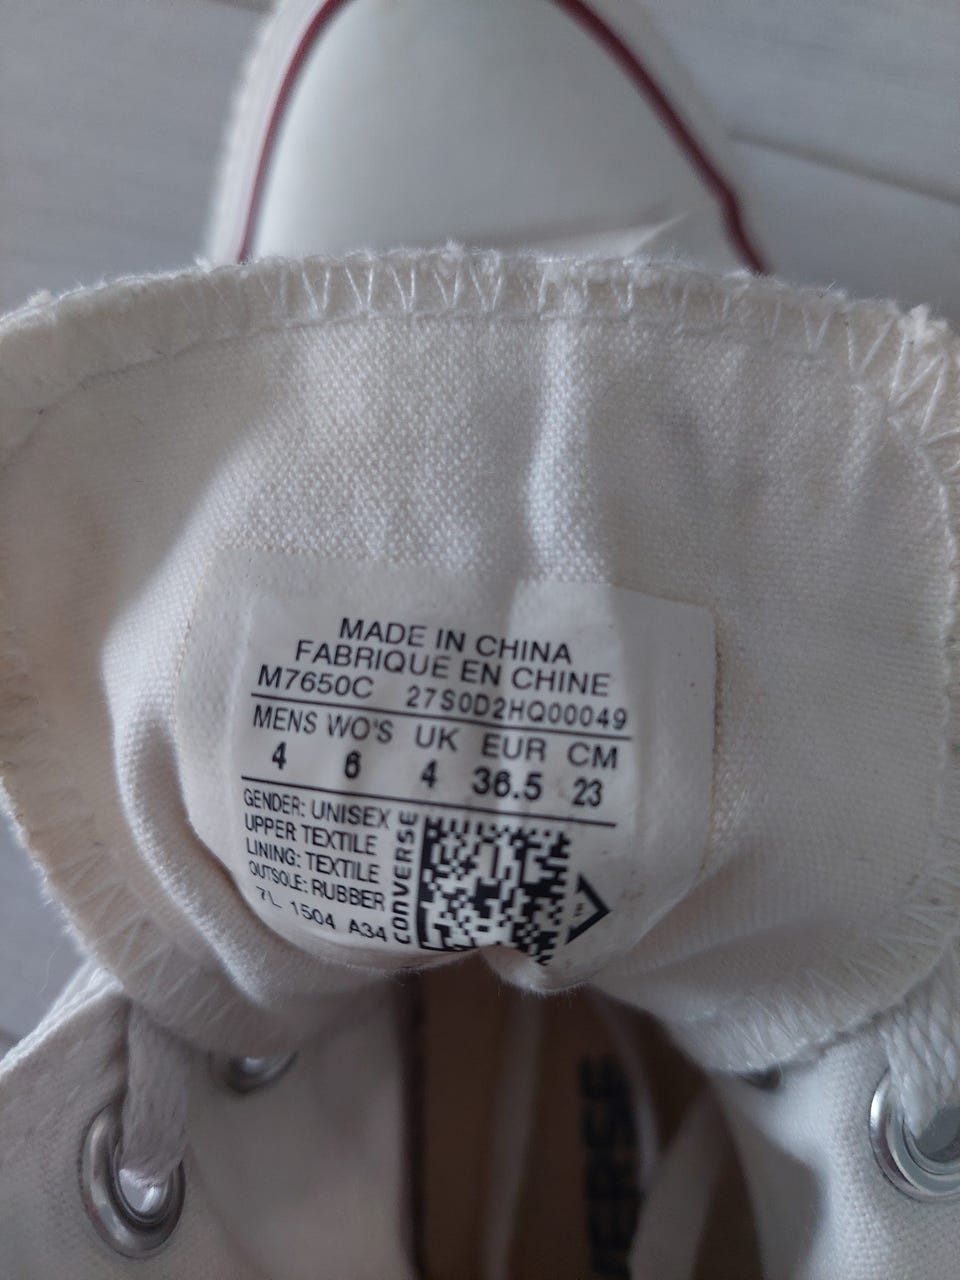 MADE IN CHINA
FABRIQUE EN CHINE
M7650C 27S0D2HQ00049
MENS WO'S UK EUR CM
4 6 4 36.5 23
GENDER: UNISEX
UPPER TEXTILE
LINING: TEXTILE
OUTSOLE: RUBBER
7L 1504 A34
CONVERSE
VERSE